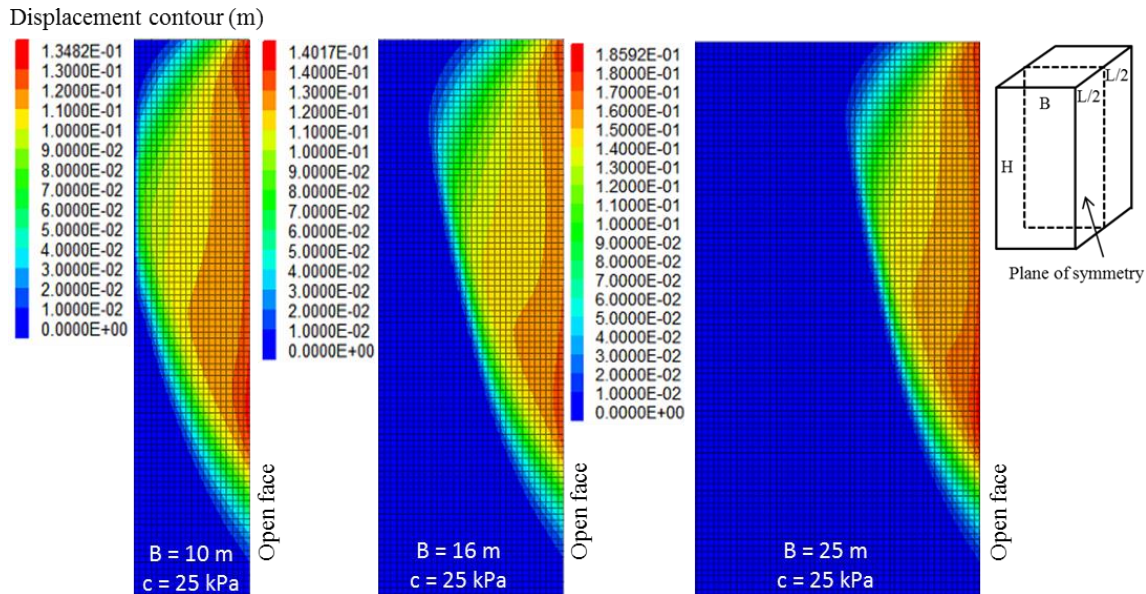 Displacement contour (m)
1.3482E-01
1.3000E-01
1.2000E-01
1.1000E-01
1.0000E-01
9.0000E-02
8.0000E-02
7.0000E-02
6.0000E-02
5.0000E-02
4.0000E-02
3.0000E-02
2.0000E-02
1.0000E-02
0.0000E+00
B = 10 m
c = 25 kPa
Open face
1.4017E-01
1.4000E-01
1.3000E-01
1.2000E-01
1.1000E-01
1.0000E-01
9.0000E-02
8.0000E-02
7.0000E-02
6.0000E-02
5.0000E-02
4.0000E-02
3.0000E-02
2.0000E-02
1.0000E-02
0.0000E+00
B = 16 m
c = 25 kPa
Open face
1.8592E-01
1.8000E-01
1.7000E-01
1.6000E-01
1.5000E-01
1.4000E-01
1.3000E-01
1.2000E-01
1.1000E-01
1.0000E-01
9.0000E-02
8.0000E-02
7.0000E-02
6.0000E-02
5.0000E-02
4.0000E-02
3.0000E-02
2.0000E-02
1.0000E-02
0.0000E+00
B = 25 m
c = 25 kPa
Open face
L/2
B
L/2
H
Plane of symmetry